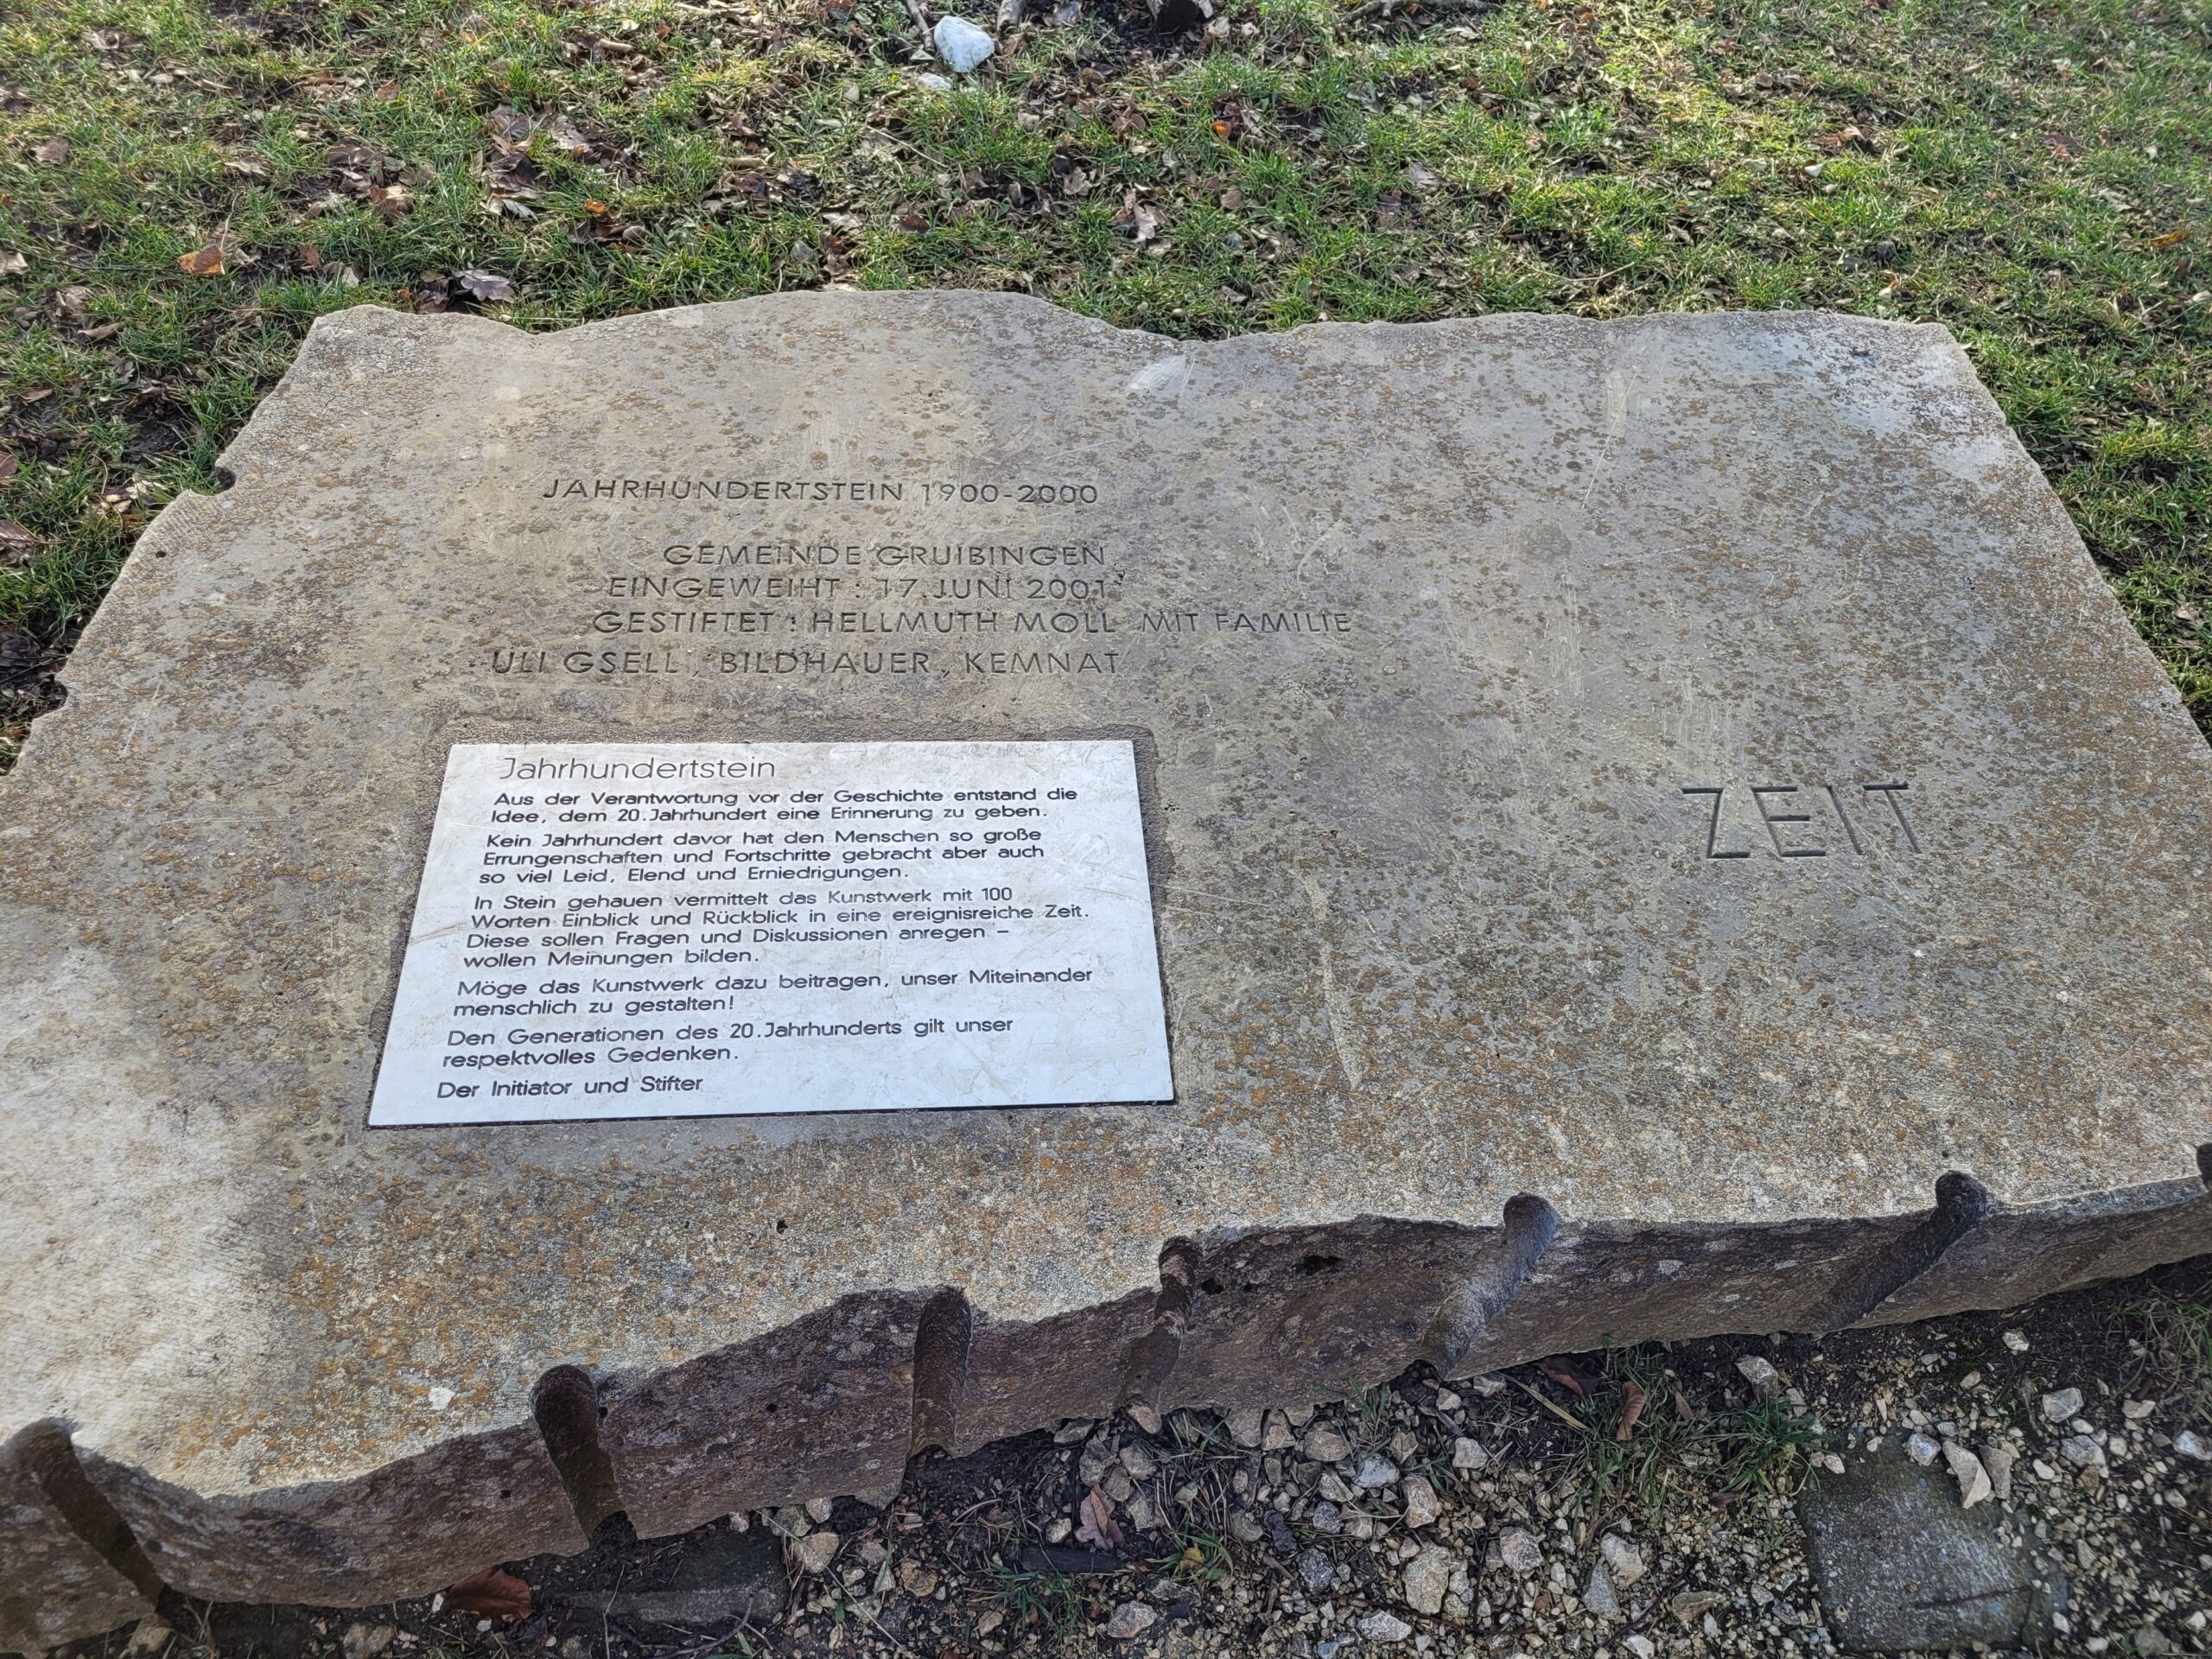 JAHRHUNDERTSTEIN 1900-2000
GEMEINDE GRUIBINGEN
EINGEWEIHT : 17. JUNI 2001
GESTIFTET : HELLMUTH MOLL MIT FAMILIE
ULI GSELL, BILDHAUER, KEMNAT
Jahrhundertstein
Aus der Verantwortung vor der Geschichte entstand die
Idee, dem 20. Jahrhundert eine Erinnerung zu geben.
Kein Jahrhundert davor hat den Menschen so große
Errungenschaften und Fortschritte gebracht aber auch
so viel Leid, Elend und Erniedrigungen.
In Stein gehauen vermittelt das Kunstwerk mit 100
Worten Einblick und Rückblick in eine ereignisreiche Zeit.
Diese sollen Fragen und Diskussionen anregen –
wollen Meinungen bilden.
Möge das Kunstwerk dazu beitragen, unser Miteinander
menschlich zu gestalten!
Den Generationen des 20. Jahrhunderts gilt unser
respektvolles Gedenken.
Der Initiator und Stifter
ZEIT